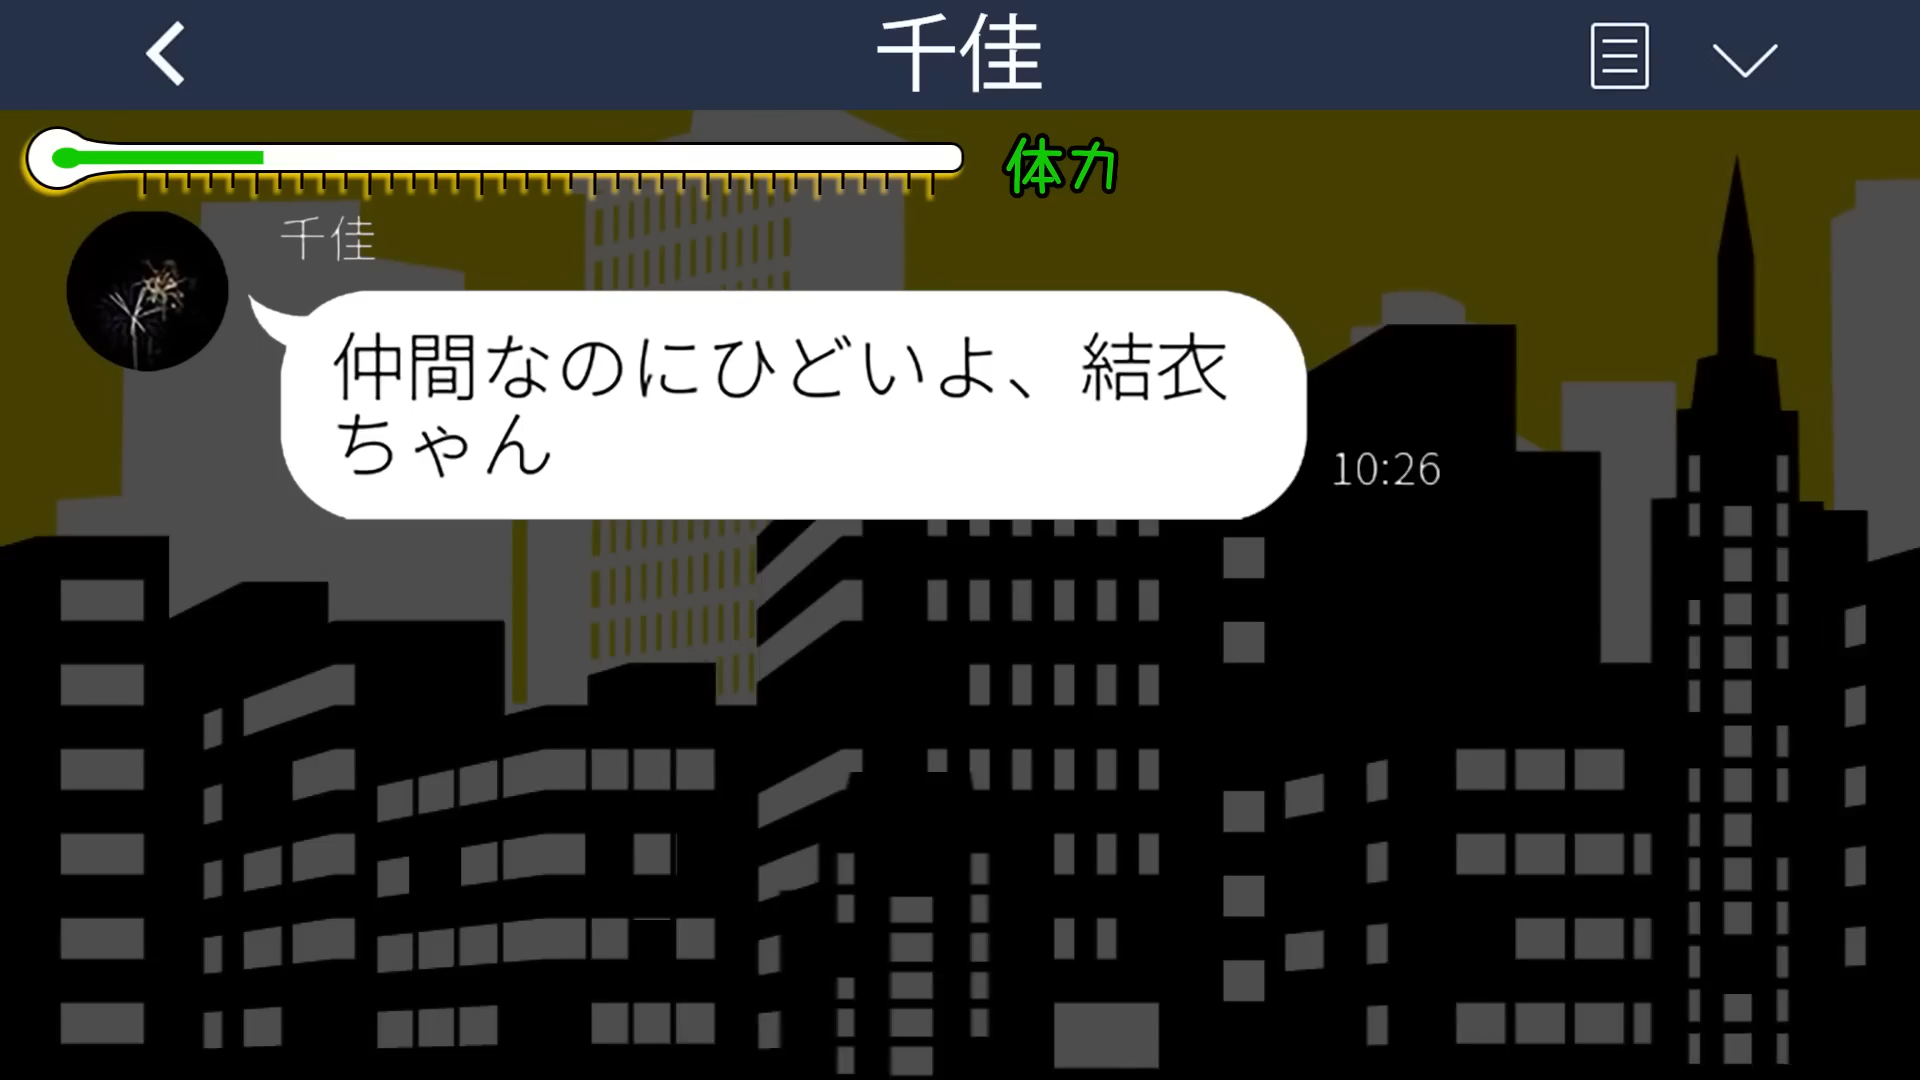 千佳
体力
千佳
仲間なのにひどいよ、結衣
ちゃん
10:26